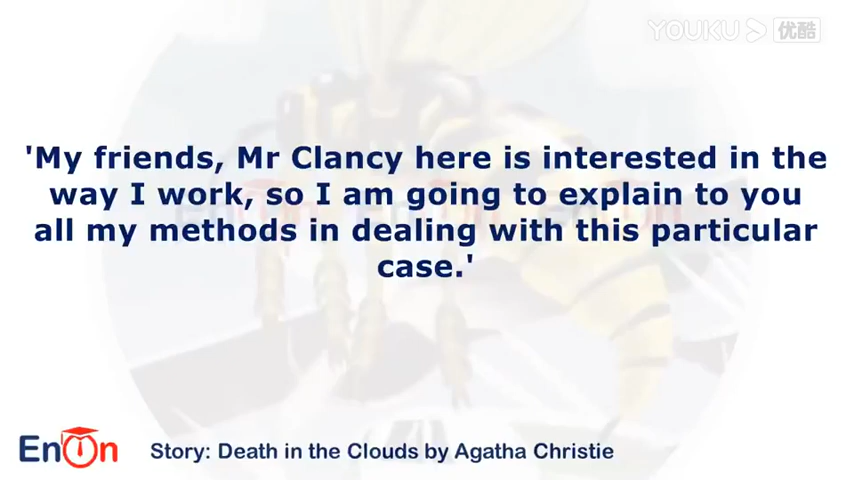 YOUKU 优酷
'My friends, Mr Clancy here is interested in the
way I work, so I am going to explain to you
all my methods in dealing with this particular
case.'
EnOn
Story: Death in the Clouds by Agatha Christie